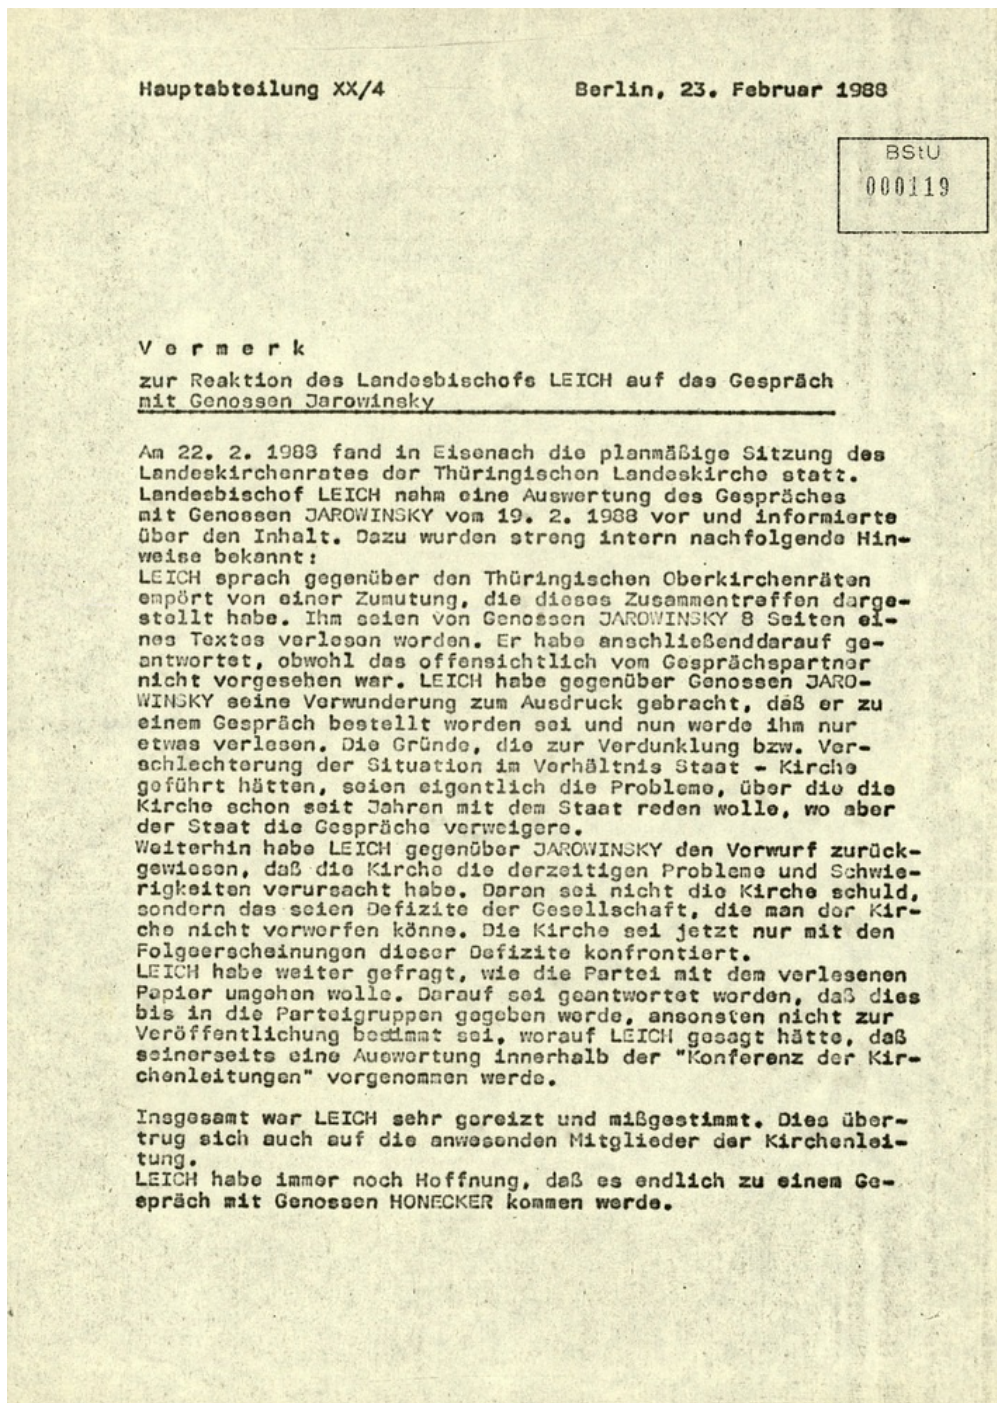 Hauptabteilung XX/4 Berlin, 23. Februar 1988
BStU
000119
V e r m e r k
zur Reaktion des Landesbischofs LEICH auf das Gespräch
mit Genossen Jarowinsky
Am 22. 2. 1988 fand in Eisenach die planmäßige Sitzung des
Landeskirchenrates der Thüringischen Landeskirche statt.
Landesbischof LEICH nahm eine Auswertung des Gespräches
mit Genossen JAROWINSKY vom 19. 2. 1988 vor und informierte
über den Inhalt. Dazu wurden streng intern nachfolgende Hin-
weise bekannt:
LEICH sprach gegenüber den Thüringischen Oberkirchenräten
empört von einer Zumutung, die dieses Zusammentreffen darge-
stellt habe. Ihm seien von Genossen JAROWINSKY 8 Seiten ei-
nes Textes verlesen worden. Er habe anschließenddarauf ge-
antwortet, obwohl das offensichtlich vom Gesprächspartner
nicht vorgesehen war. LEICH habe gegenüber Genossen JARO-
WINSKY seine Verwunderung zum Ausdruck gebracht, daß er zu
einem Gespräch bestellt worden sei und nun werde ihm nur
etwas verlesen. Die Gründe, die zur Verdunklung bzw. Ver-
schlechterung der Situation im Verhältnis Staat - Kirche
geführt hätten, seien eigentlich die Probleme, über die die
Kirche schon seit Jahren mit dem Staat reden wolle, wo aber
der Staat die Gespräche verweigere.
Weiterhin habe LEICH gegenüber JAROWINSKY den Vorwurf zurück-
gewiesen, daß die Kirche die derzeitigen Probleme und Schwie-
rigkeiten verursacht habe. Daran sei nicht die Kirche schuld,
sondern das seien Defizite der Gesellschaft, die man der Kir-
che nicht vorwerfen könne. Die Kirche sei jetzt nur mit den
Folgeerscheinungen dieser Defizite konfrontiert.
LEICH habe weiter gefragt, wie die Partei mit dem verlesenen
Papier umgehen wolle. Darauf sei geantwortet worden, daß dies
bis in die Parteigruppen gegeben werde, ansonsten nicht zur
Veröffentlichung bestimmt sei, worauf LEICH gesagt hätte, daß
seinerseits eine Auswertung innerhalb der "Konferenz der Kir-
chenleitungen" vorgenommen werde.
Insgesamt war LEICH sehr gereizt und mißgestimmt. Dies über-
trug sich auch auf die anwesenden Mitglieder der Kirchenlei-
tung.
LEICH habe immer noch Hoffnung, daß es endlich zu einem Ge-
spräch mit Genossen HONECKER kommen werde.